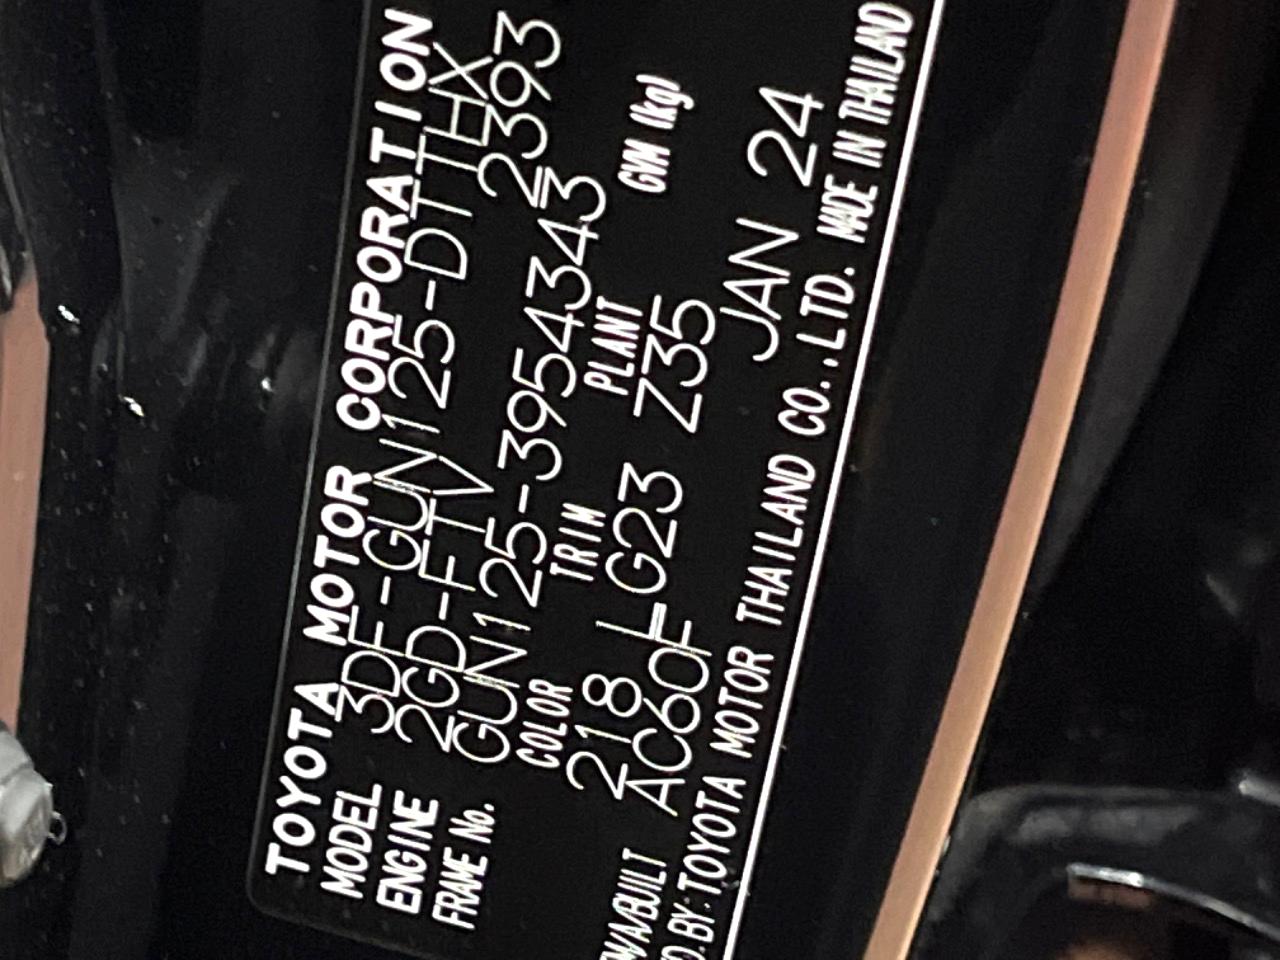 TOYOTA MOTOR CORPORATION
MODEL 3DF-GUN125-DTTHX
ENGINE 2GD-FTV 2393
FRAME No. GUN125-3954343
COLOR TRIM PLANT GVM (kg)
218 LG23 Z35
AC60F JAN 24
BY:TOYOTA MOTOR THAILAND CO.,LTD. MADE IN THAILAND